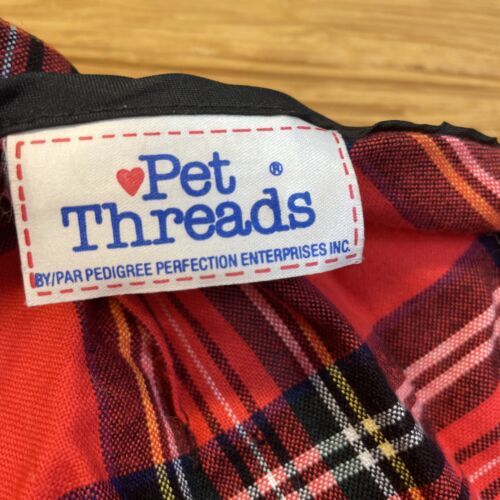 Pet ®
Threads
BY/PAR PEDIGREE PERFECTION ENTERPRISES INC.